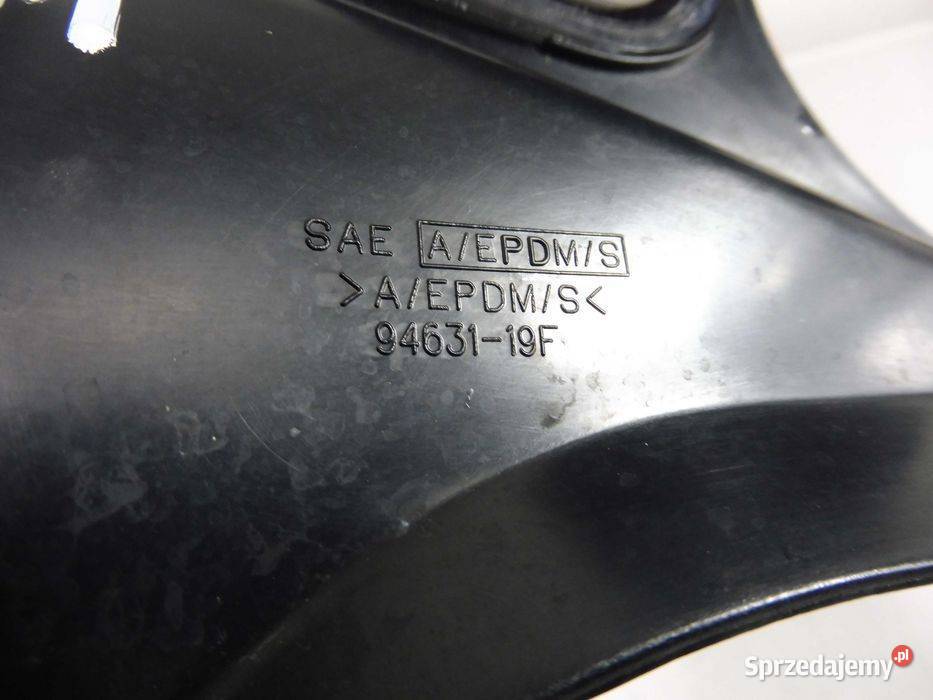 SAE A/EPDM/S
>A/EPDM/S<
94631-19F
Sprzedajemy.pl